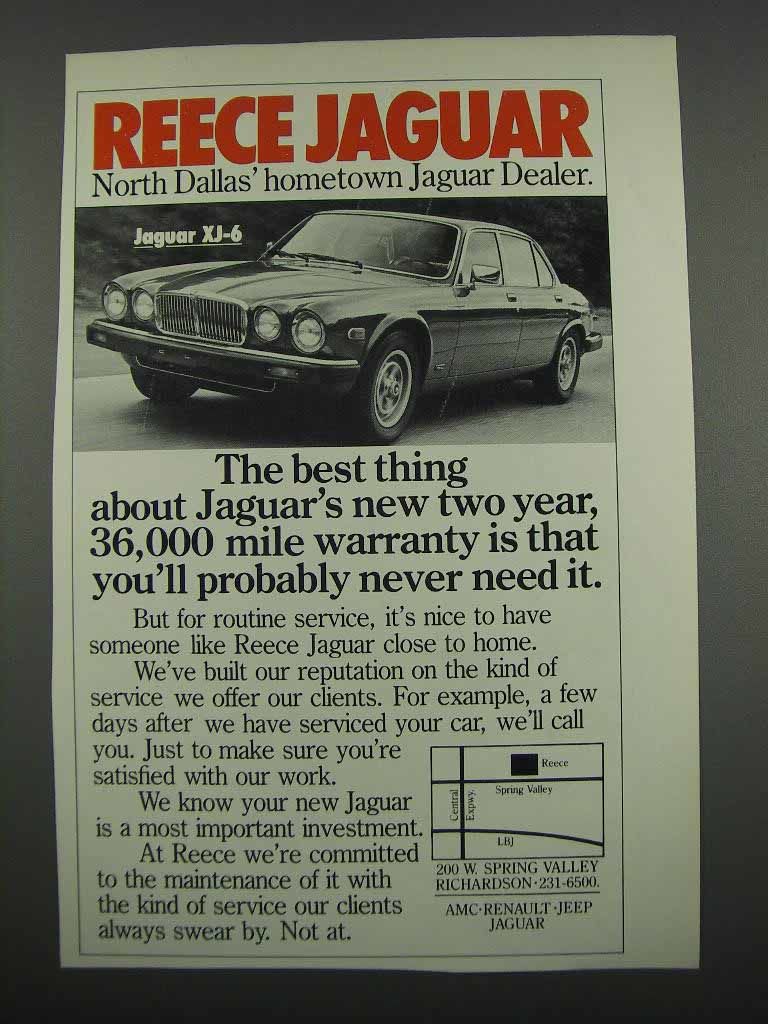 REECE JAGUAR
North Dallas' hometown Jaguar Dealer.
Jaguar XJ-6
The best thing
about Jaguar's new two year,
36,000 mile warranty is that
you'll probably never need it.
But for routine service, it's nice to have
someone like Reece Jaguar close to home.
We've built our reputation on the kind of
service we offer our clients. For example, a few
days after we have serviced your car, we'll call
you. Just to make sure you're
satisfied with our work.
We know your new Jaguar
is a most important investment.
At Reece we're committed
to the maintenance of it with
the kind of service our clients
always swear by. Not at.
Reece
Spring Valley
Central
Expwy.
LBJ
200 W. SPRING VALLEY
RICHARDSON·231-6500.
AMC·RENAULT·JEEP
JAGUAR